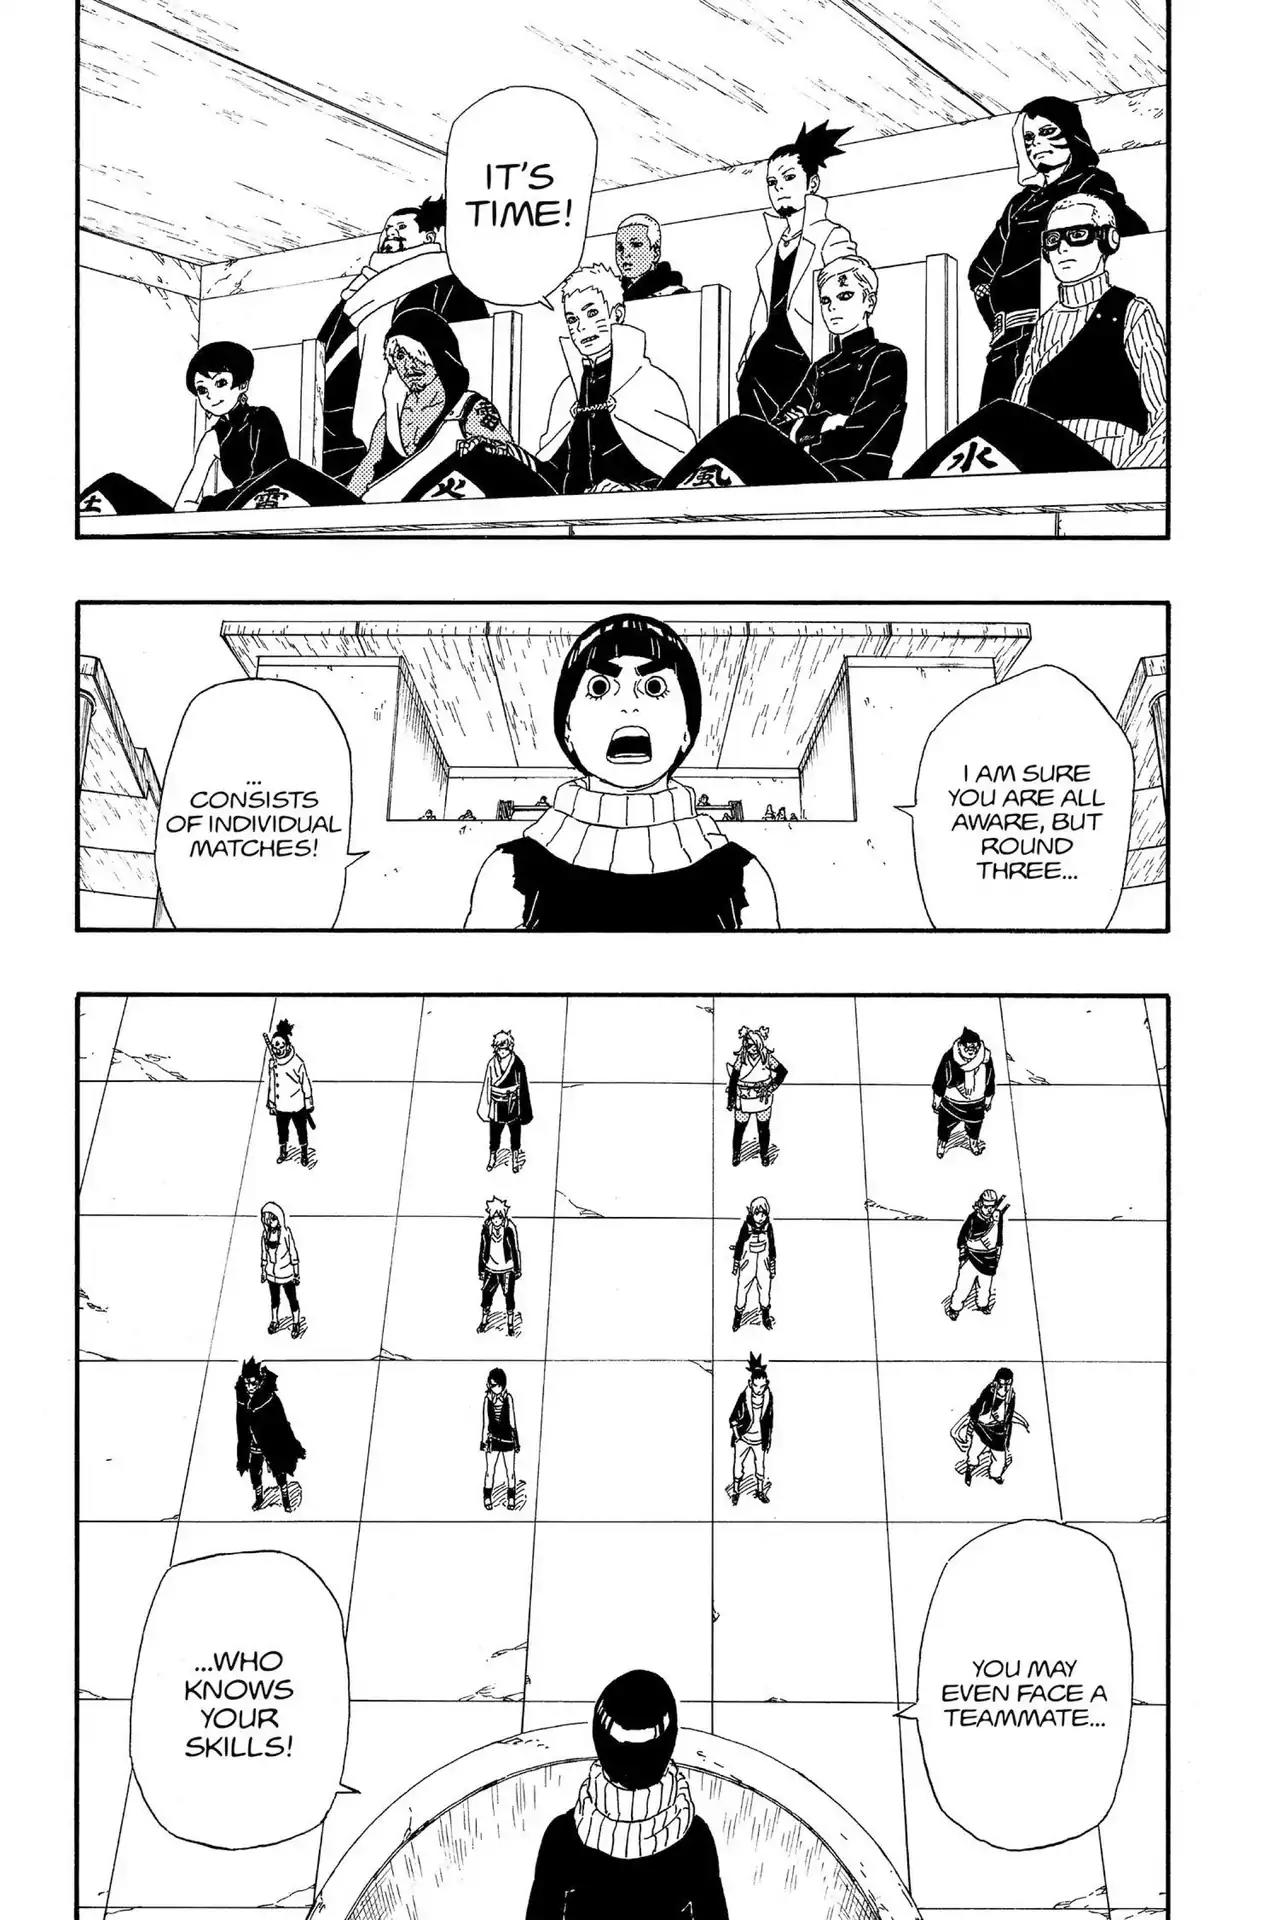 IT'S
TIME!
土
雷
火
風
水
I AM SURE
YOU ARE ALL
AWARE, BUT
ROUND
THREE...
...
CONSISTS
OF INDIVIDUAL
MATCHES!
YOU MAY
EVEN FACE A
TEAMMATE...
...WHO
KNOWS
YOUR
SKILLS!